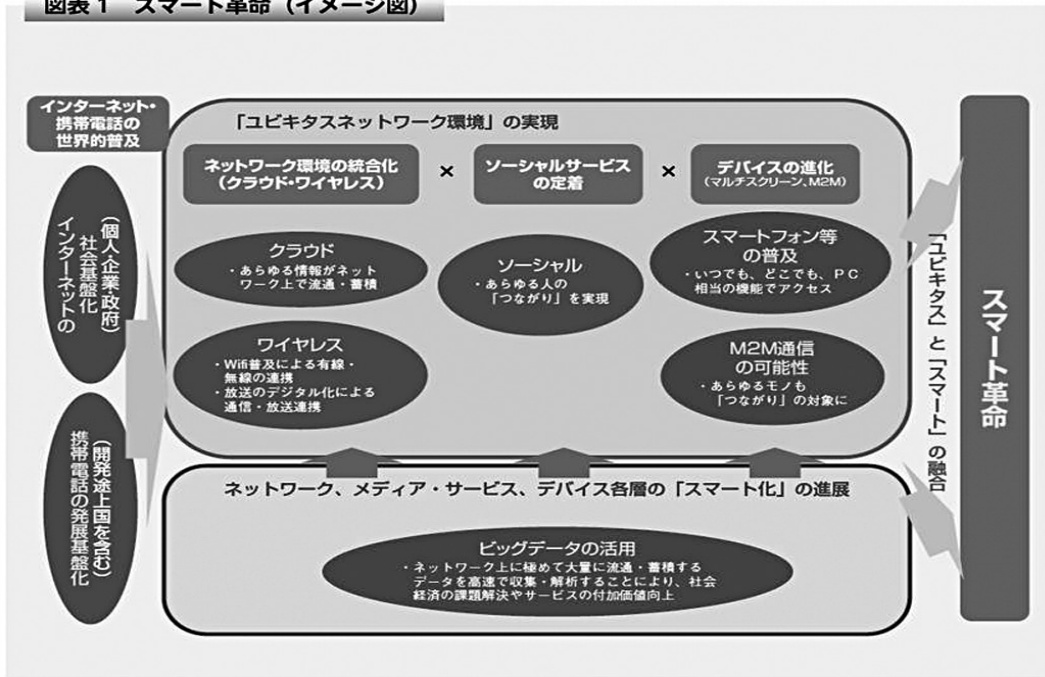 図表1 スマート革命（イメージ図）
インターネット・
携帯電話の
世界的普及
インターネットの
社会基盤化
（個人・企業・政府）
携帯電話の発展基盤化
（開発途上国を含む）
「ユビキタスネットワーク環境」の実現
ネットワーク環境の統合化
（クラウド・ワイヤレス）
×
ソーシャルサービス
の定着
×
デバイスの進化
（マルチスクリーン、M2M）
クラウド
・あらゆる情報がネット
ワーク上で流通・蓄積
ワイヤレス
・Wifi普及による有線・
無線の連携
・放送のデジタル化による
通信・放送連携
ソーシャル
・あらゆる人の
「つながり」を実現
スマートフォン等
の普及
・いつでも、どこでも、PC
相当の機能でアクセス
M2M通信
の可能性
・あらゆるモノも
「つながり」の対象に
ネットワーク、メディア・サービス、デバイス各層の「スマート化」の進展
ビッグデータの活用
・ネットワーク上に極めて大量に流通・蓄積する
データを高速で収集・解析することにより、社会
経済の課題解決やサービスの付加価値向上
「ユビキタス」と「スマート」の融合
スマート革命